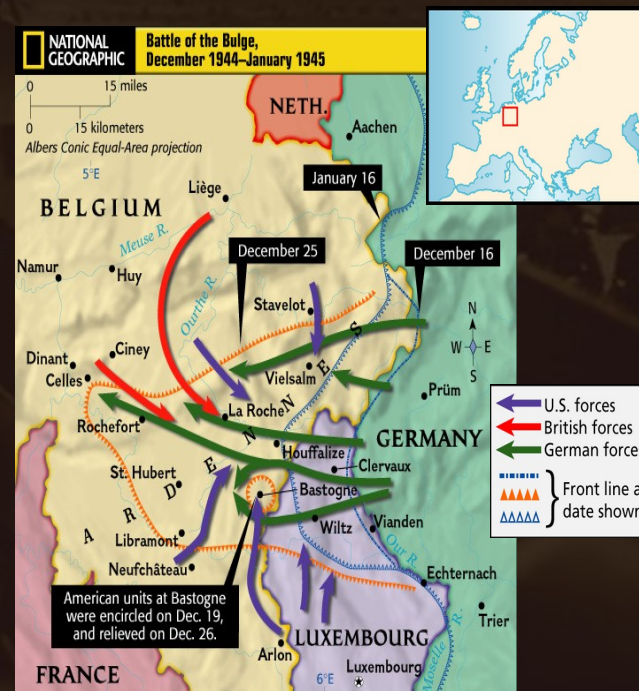 NATIONAL
GEOGRAPHIC
Battle of the Bulge,
December 1944–January 1945
0 15 miles
0 15 kilometers
Albers Conic Equal-Area projection
5°E
NETH.
Aachen
January 16
Liège
BELGIUM
Meuse R.
December 25
December 16
Namur
Huy
Ourthe R.
Stavelot
N
W E
S
Dinant
Ciney
Celles
Vielsalm
Prüm
La Roche
Rochefort
ARDENNES
U.S. forces
British forces
German force
Front line a
date shown
GERMANY
Houffalize
Clervaux
St. Hubert
Bastogne
Wiltz
Vianden
Libramont
Our R.
Neufchâteau
Echternach
American units at Bastogne
were encircled on Dec. 19,
and relieved on Dec. 26.
Trier
Arlon
LUXEMBOURG
Moselle R.
FRANCE
6°E
Luxembourg